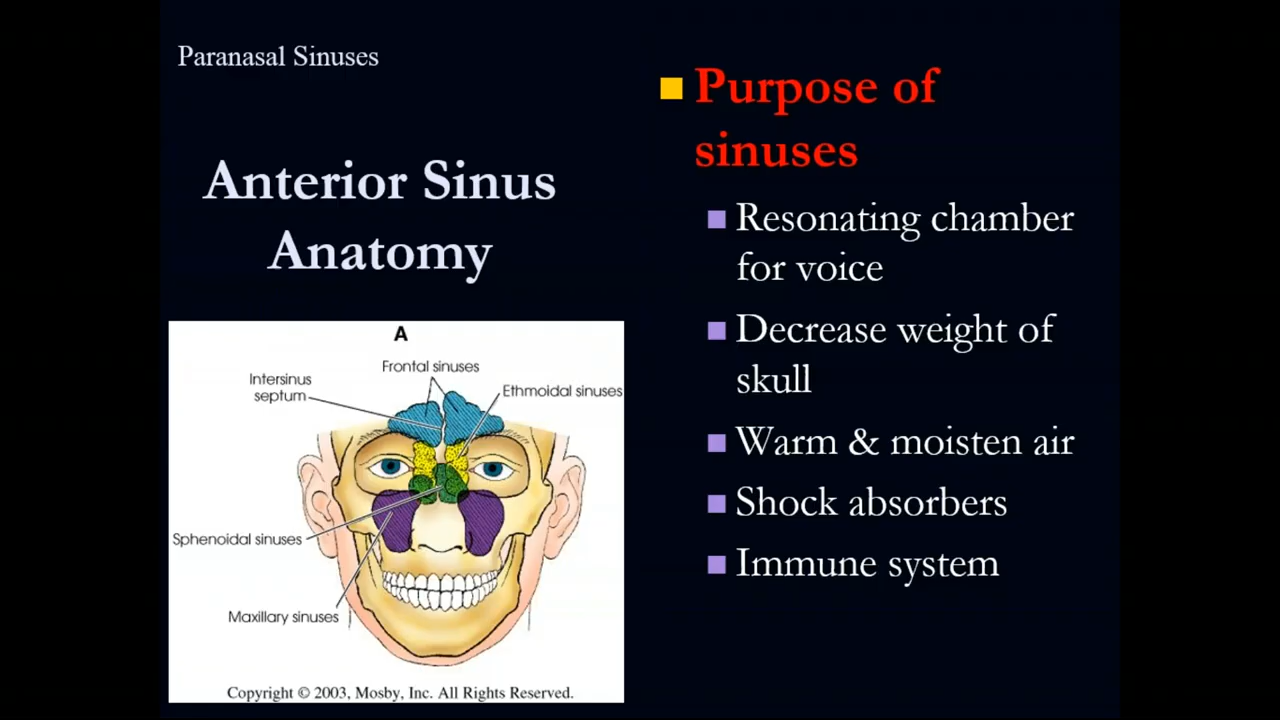 Paranasal Sinuses
Anterior Sinus
Anatomy
A
Frontal sinuses
Intersinus
septum
Ethmoidal sinuses
Sphenoidal sinuses
Maxillary sinuses
Copyright © 2003, Mosby, Inc. All Rights Reserved.
Purpose of
sinuses
Resonating chamber
for voice
Decrease weight of
skull
Warm & moisten air
Shock absorbers
Immune system